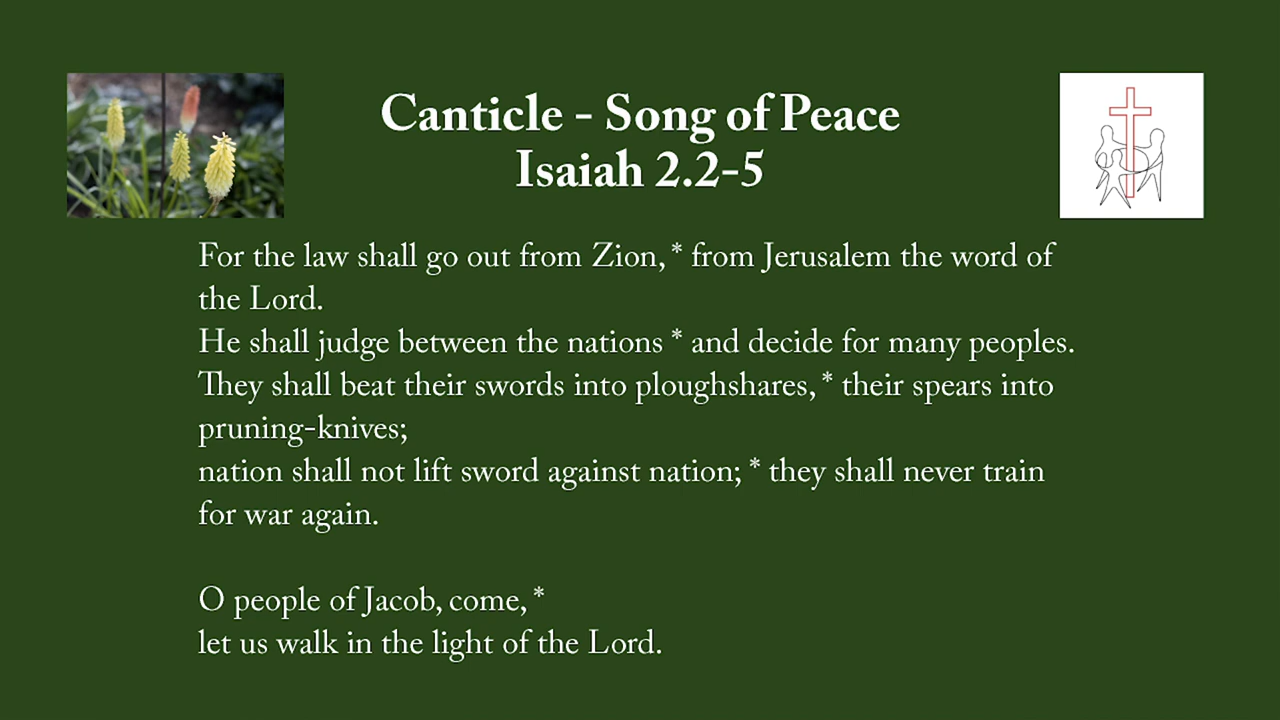 Canticle - Song of Peace
Isaiah 2.2-5
For the law shall go out from Zion, * from Jerusalem the word of
the Lord.
He shall judge between the nations * and decide for many peoples.
They shall beat their swords into ploughshares, * their spears into
pruning-knives;
nation shall not lift sword against nation; * they shall never train
for war again.
O people of Jacob, come, *
let us walk in the light of the Lord.